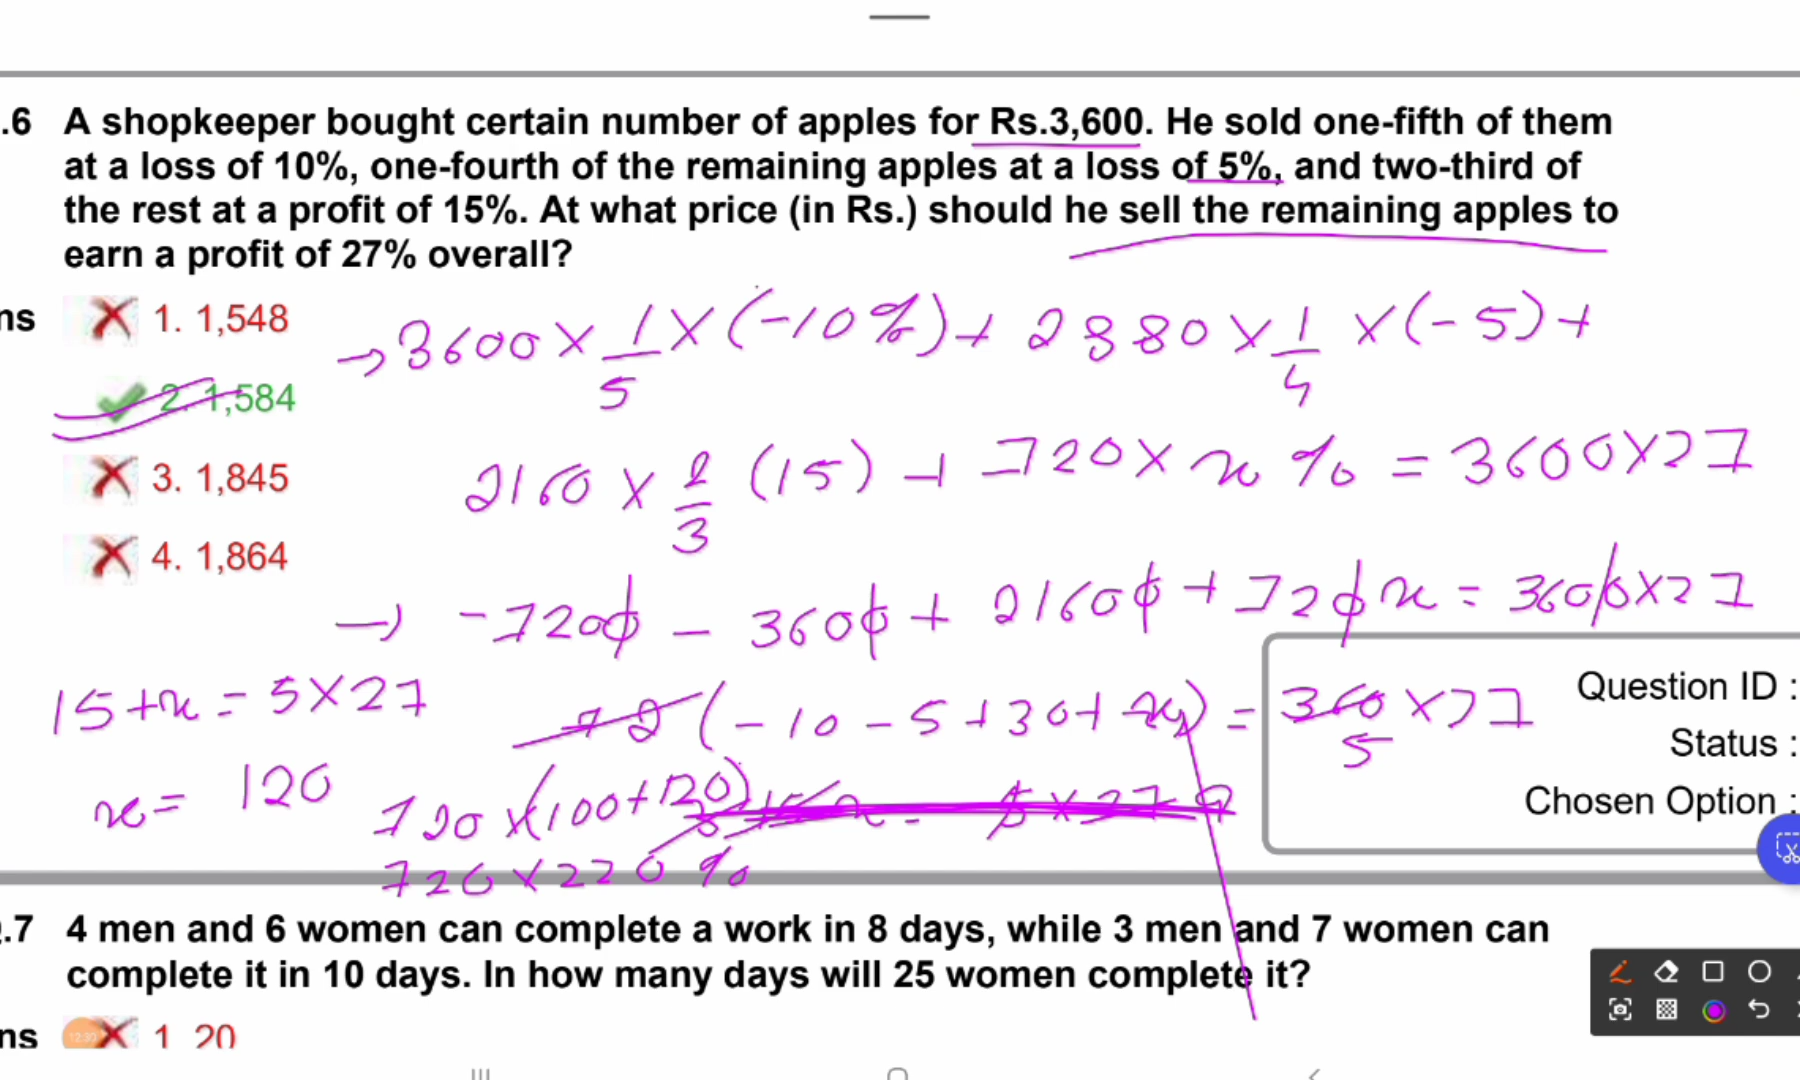 .6 A shopkeeper bought certain number of apples for Rs.3,600. He sold one-fifth of them
at a loss of 10%, one-fourth of the remaining apples at a loss of 5%, and two-third of
the rest at a profit of 15%. At what price (in Rs.) should he sell the remaining apples to
earn a profit of 27% overall?
ns 1. 1,548
2. 1,584
3. 1,845
4. 1,864
→ 3600 × 1/5 × (-10%) + 2880 × 1/4 × (-5) +
2160 × 2/3 (15) + 720 × x % = 3600×27
→ -7200 - 3600 + 21600 + 720x = 3600×27
15+x = 5×27
72(-10-5+30+x) = 360×27
5
x = 120
720×(100+120)
720×220%
Question ID :
Status :
Chosen Option :
.7 4 men and 6 women can complete a work in 8 days, while 3 men and 7 women can
complete it in 10 days. In how many days will 25 women complete it?
ns 1 20
12:30